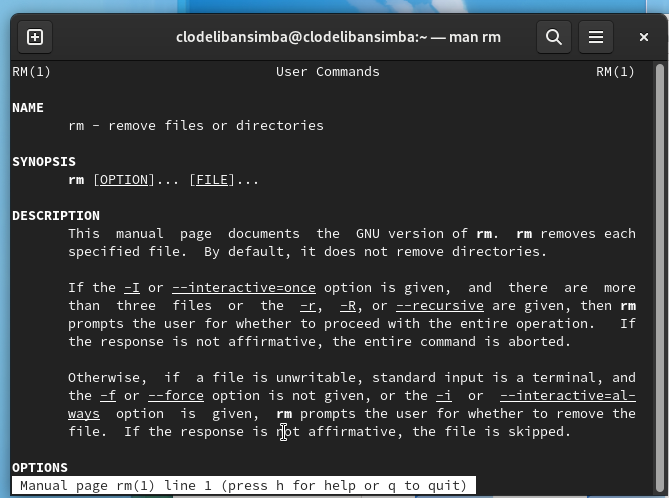 clodelibansimba@clodelibansimba:~ — man rm
RM(1) User Commands RM(1)
NAME
rm - remove files or directories
SYNOPSIS
rm [OPTION]... [FILE]...
DESCRIPTION
This manual page documents the GNU version of rm. rm removes each
specified file. By default, it does not remove directories.
If the -I or --interactive=once option is given, and there are more
than three files or the -r, -R, or --recursive are given, then rm
prompts the user for whether to proceed with the entire operation. If
the response is not affirmative, the entire command is aborted.
Otherwise, if a file is unwritable, standard input is a terminal, and
the -f or --force option is not given, or the -i or --interactive=al-
ways option is given, rm prompts the user for whether to remove the
file. If the response is not affirmative, the file is skipped.
OPTIONS
Manual page rm(1) line 1 (press h for help or q to quit)